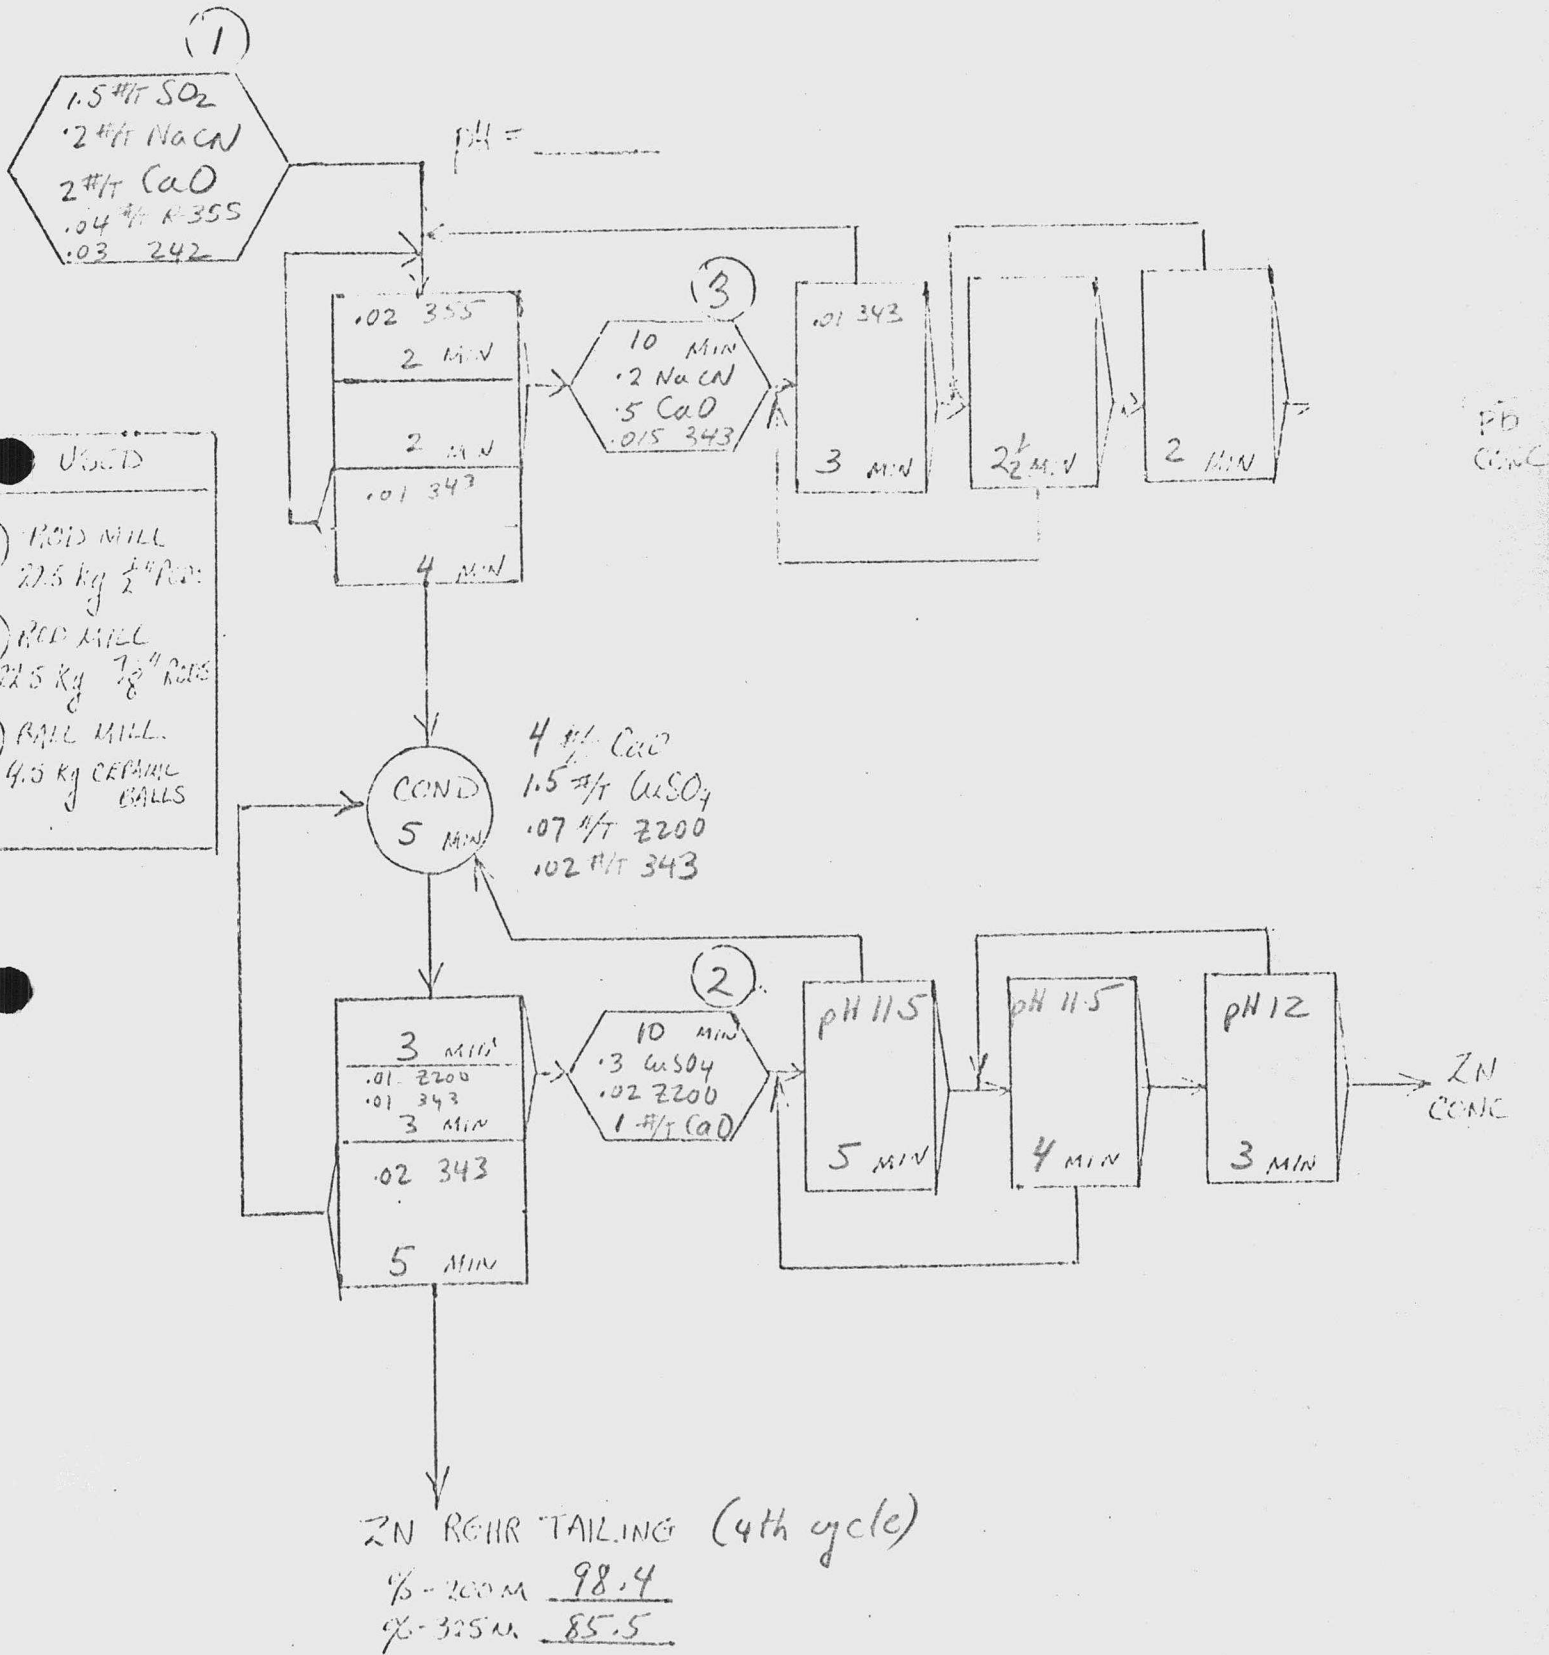 1
1.5 #/T SO2
.2 #/T NaCN
2 #/T CaO
.04 #/T R-355
.03 242
pH =
.02 355
2 MIN
2 MIN
.01 343
4 MIN
3
10 MIN
.2 NaCN
.5 CaO
.015 343
.01 343
3 MIN
2 1/2 MIN
2 MIN
PB
CONC
USED
ROD MILL
22.5 kg 1/2" RODS
ROD MILL
22.5 kg 7/8" RODS
BALL MILL
4.5 kg CERAMIC
BALLS
COND
5 MIN
4 #/T CaO
1.5 #/T CuSO4
.07 #/T Z200
.02 #/T 343
3 MIN
.01 Z200
.01 343
3 MIN
.02 343
5 MIN
2
10 MIN
.3 CuSO4
.02 Z200
1 #/T CaO
pH 11.5
5 MIN
pH 11.5
4 MIN
pH 12
3 MIN
ZN
CONC
ZN ROHR TAILING (4th cycle)
%-200M 98.4
%-325M 85.5